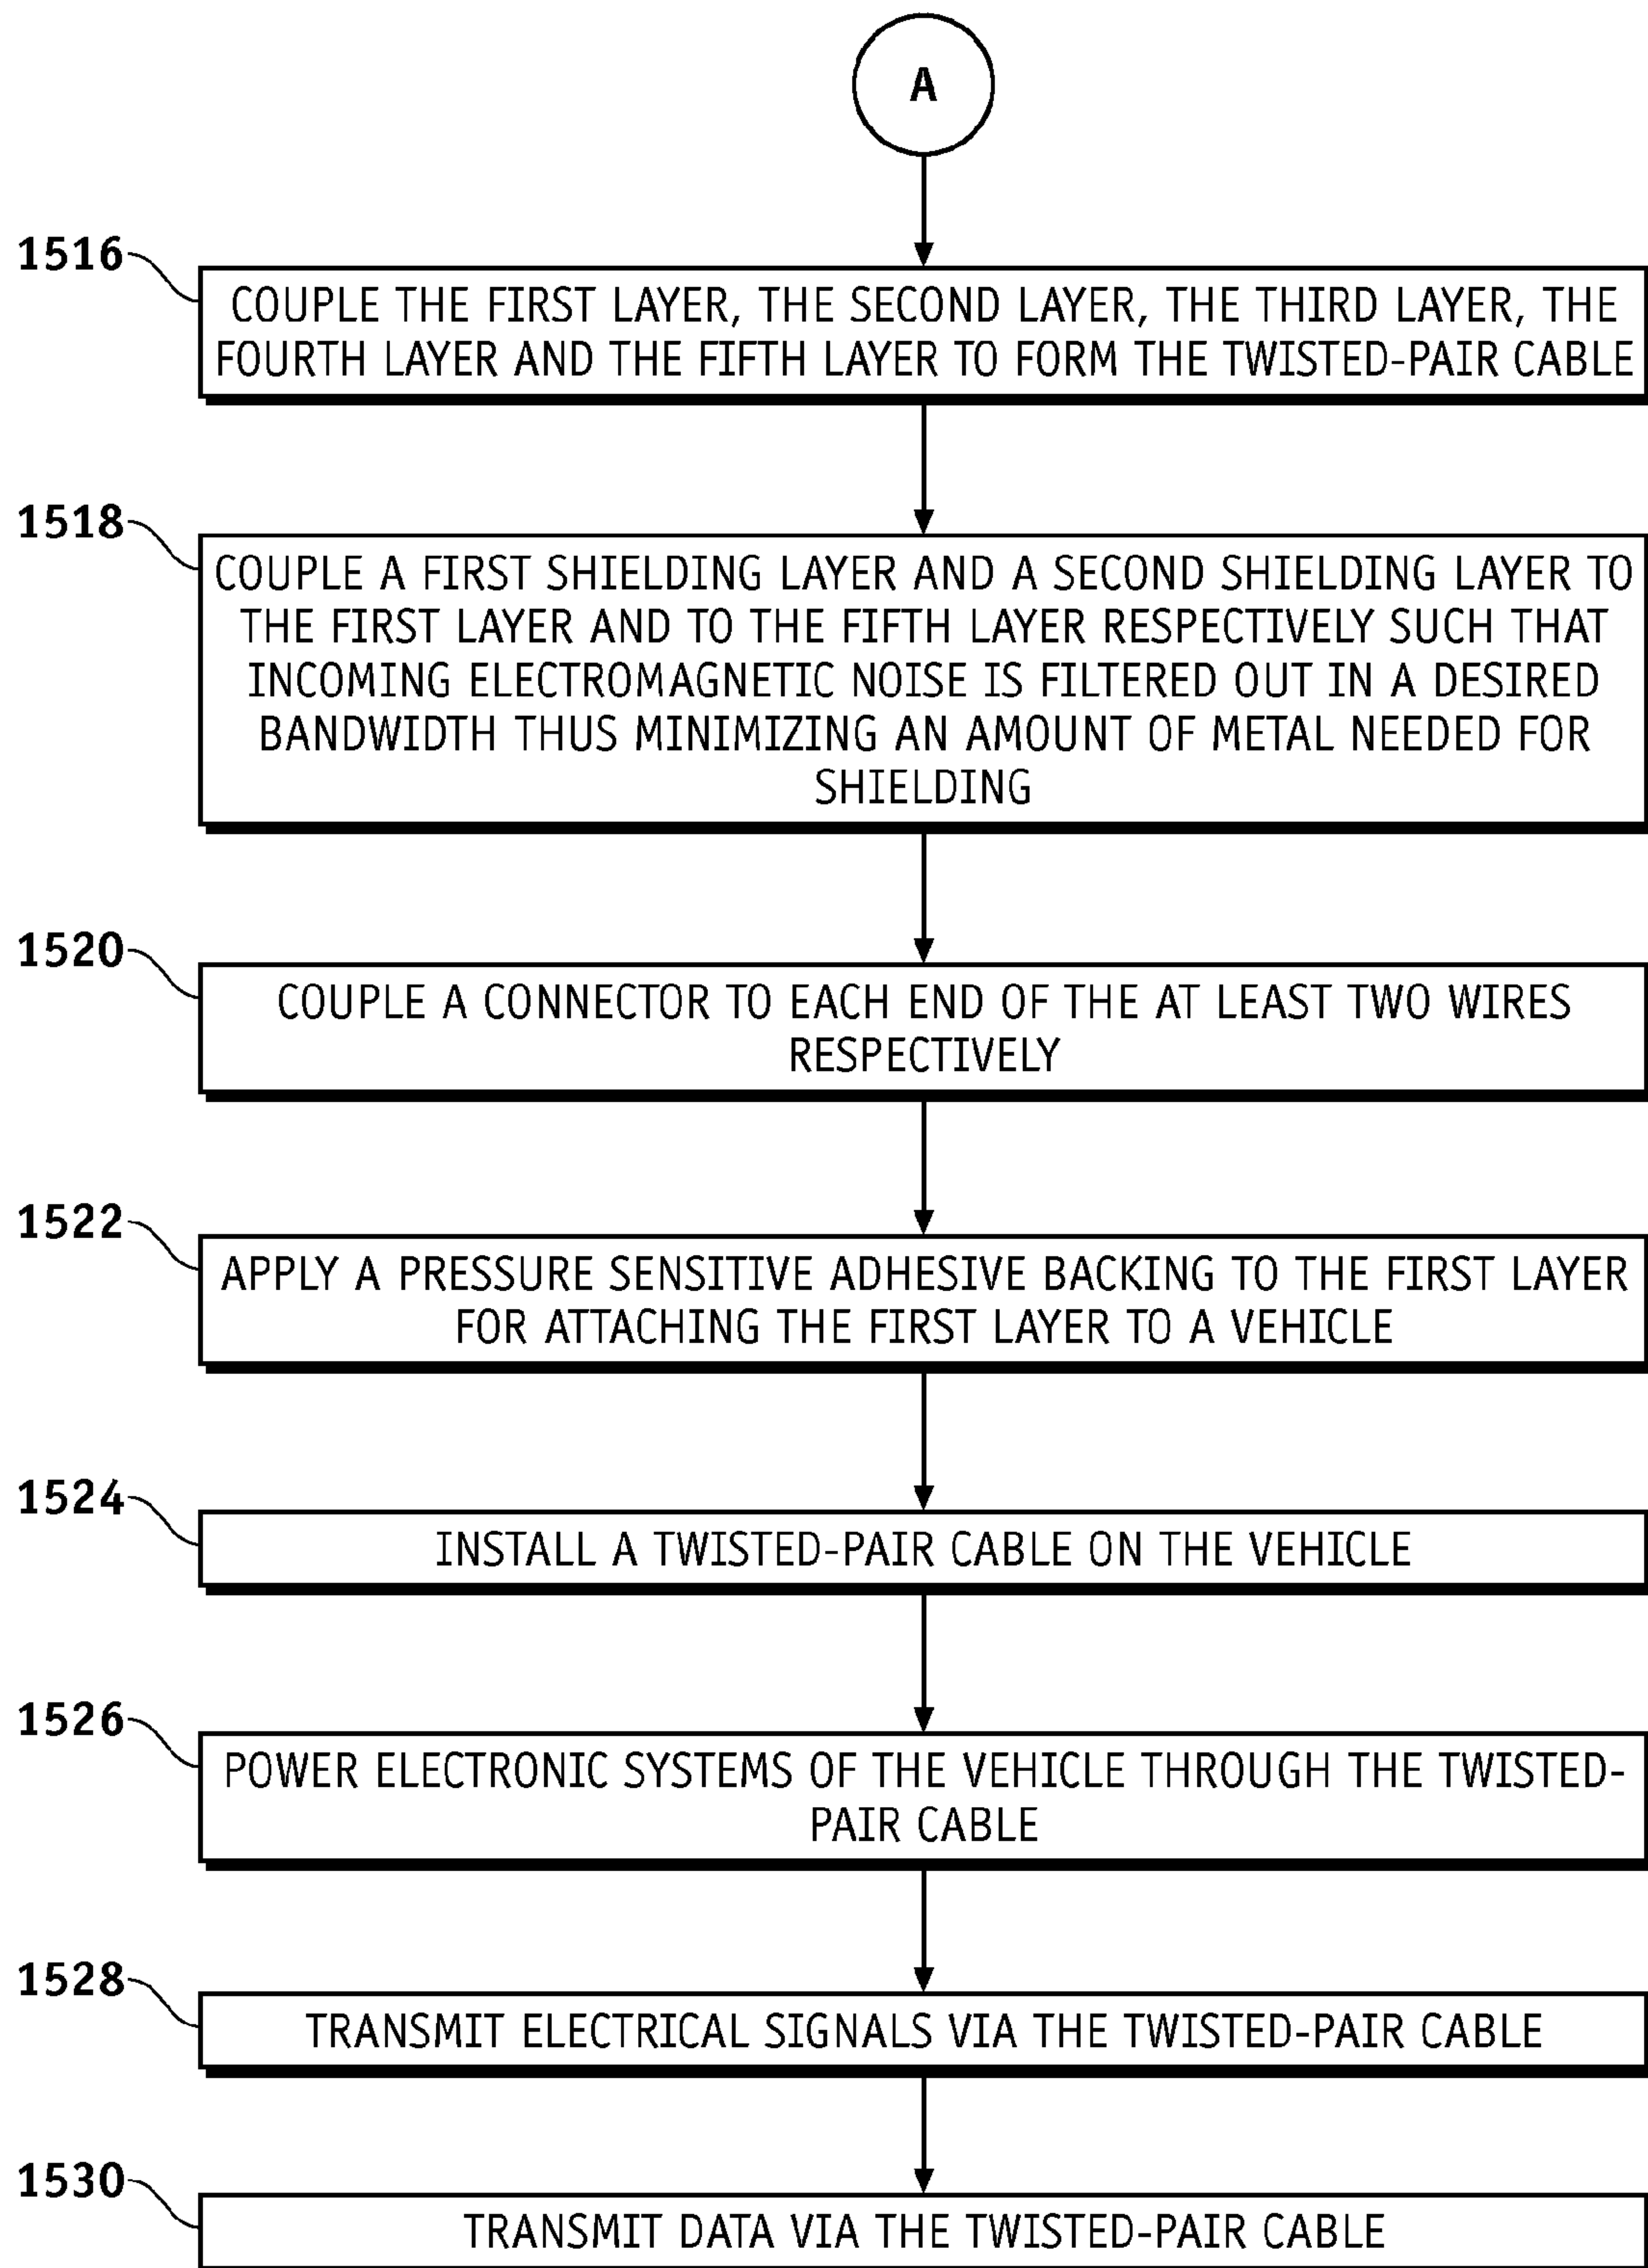 A
1516
COUPLE THE FIRST LAYER, THE SECOND LAYER, THE THIRD LAYER, THE
FOURTH LAYER AND THE FIFTH LAYER TO FORM THE TWISTED-PAIR CABLE
1518
COUPLE A FIRST SHIELDING LAYER AND A SECOND SHIELDING LAYER TO
THE FIRST LAYER AND TO THE FIFTH LAYER RESPECTIVELY SUCH THAT
INCOMING ELECTROMAGNETIC NOISE IS FILTERED OUT IN A DESIRED
BANDWIDTH THUS MINIMIZING AN AMOUNT OF METAL NEEDED FOR
SHIELDING
1520
COUPLE A CONNECTOR TO EACH END OF THE AT LEAST TWO WIRES
RESPECTIVELY
1522
APPLY A PRESSURE SENSITIVE ADHESIVE BACKING TO THE FIRST LAYER
FOR ATTACHING THE FIRST LAYER TO A VEHICLE
1524
INSTALL A TWISTED-PAIR CABLE ON THE VEHICLE
1526
POWER ELECTRONIC SYSTEMS OF THE VEHICLE THROUGH THE TWISTED-
PAIR CABLE
1528
TRANSMIT ELECTRICAL SIGNALS VIA THE TWISTED-PAIR CABLE
1530
TRANSMIT DATA VIA THE TWISTED-PAIR CABLE